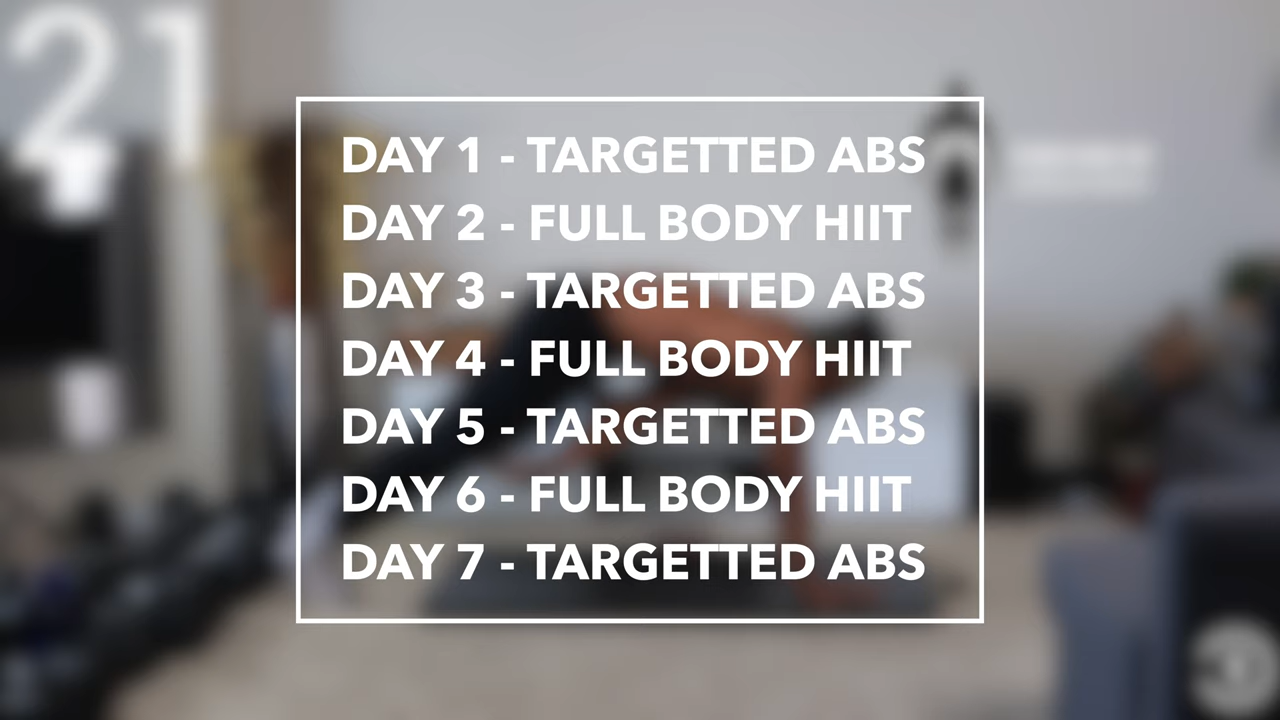 21
DAY 1 - TARGETTED ABS
DAY 2 - FULL BODY HIIT
DAY 3 - TARGETTED ABS
DAY 4 - FULL BODY HIIT
DAY 5 - TARGETTED ABS
DAY 6 - FULL BODY HIIT
DAY 7 - TARGETTED ABS